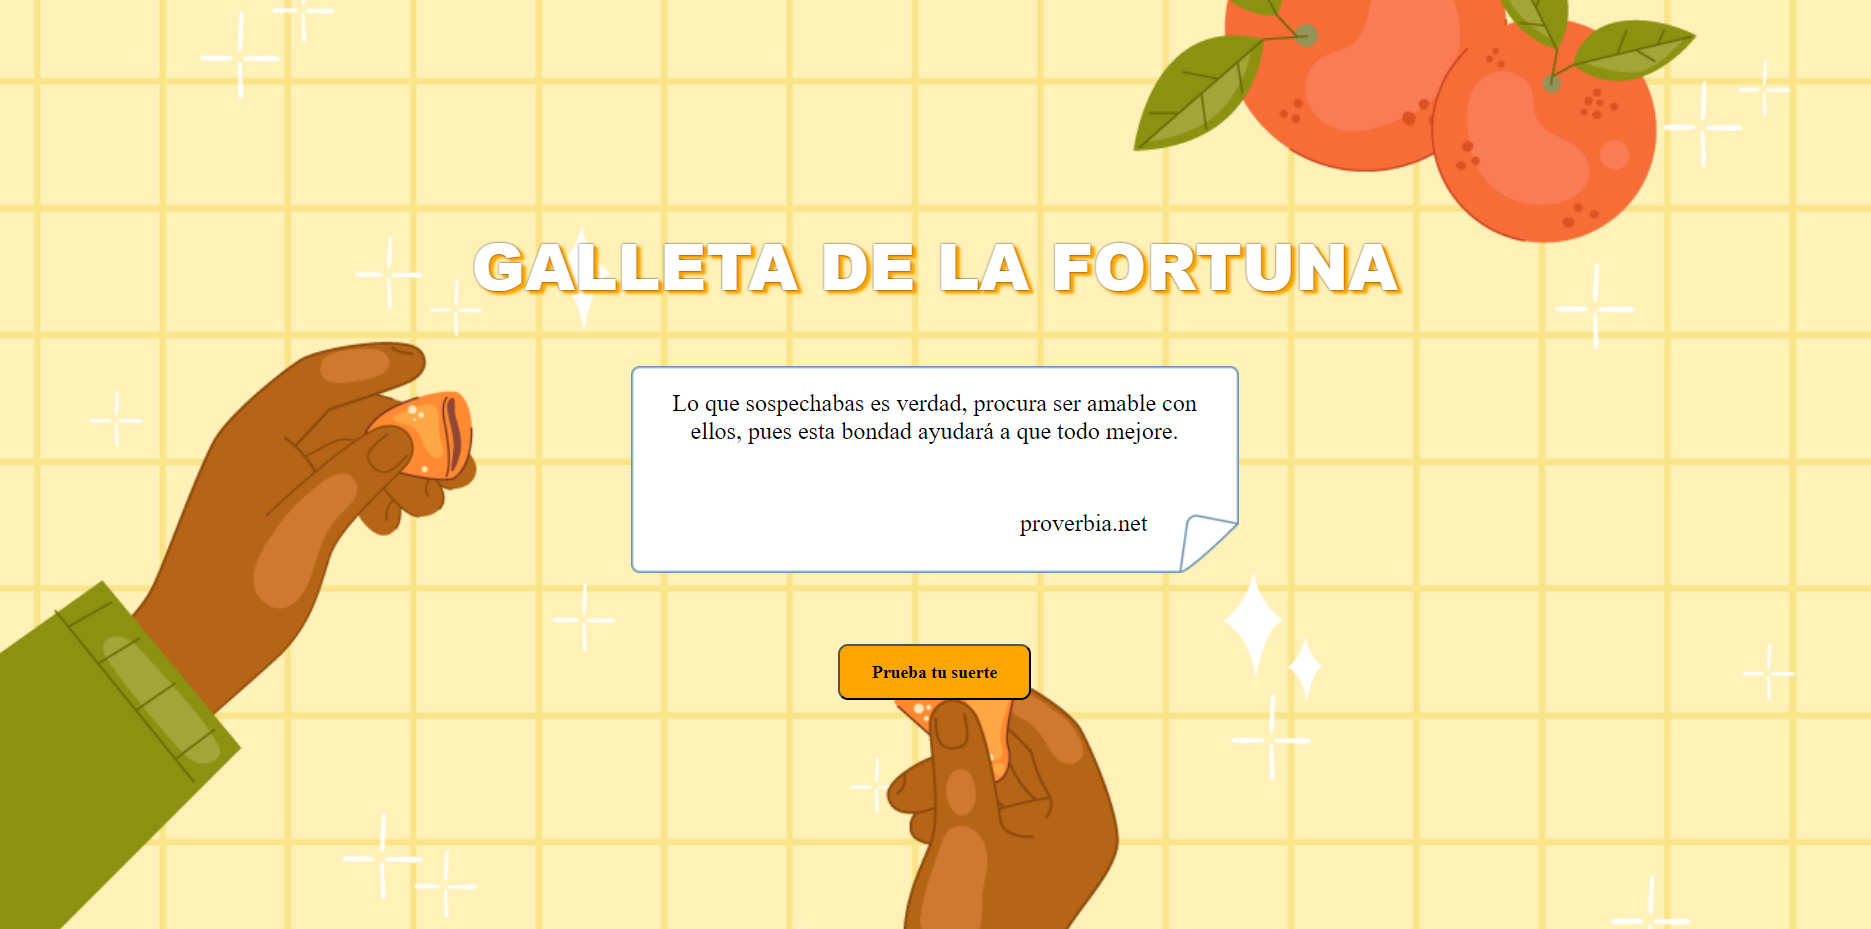 GALLETA DE LA FORTUNA
Lo que sospechabas es verdad, procura ser amable con
ellos, pues esta bondad ayudará a que todo mejore.
proverbia.net
Prueba tu suerte